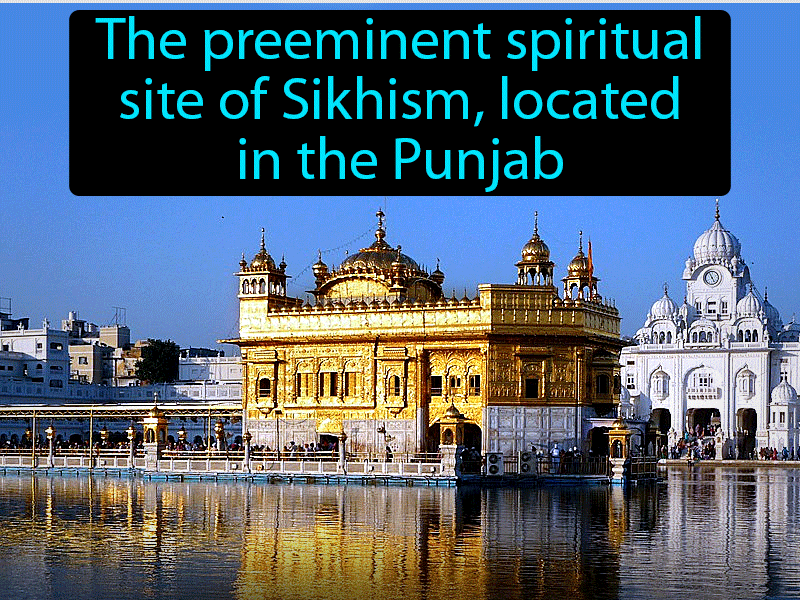 The preeminent spiritual
site of Sikhism, located
in the Punjab